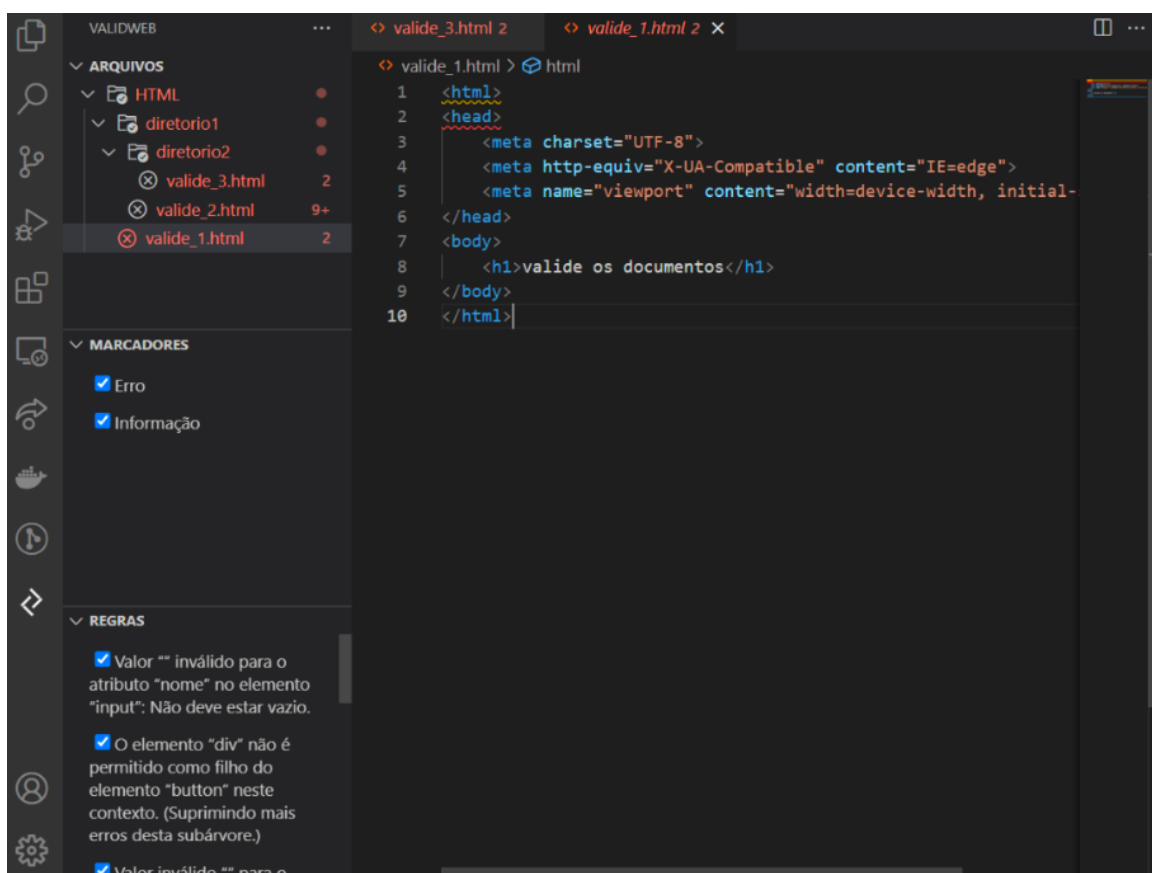 VALIDWEB ···
ARQUIVOS
HTML
diretorio1
diretorio2
valide_3.html 2
valide_2.html 9+
valide_1.html 2
MARCADORES
Erro
Informação
REGRAS
Valor "" inválido para o
atributo "nome" no elemento
"input": Não deve estar vazio.
O elemento "div" não é
permitido como filho do
elemento "button" neste
contexto. (Suprimindo mais
erros desta subárvore.)
Valor inválido "" para o
<> valide_3.html 2 <> valide_1.html 2 ×
<> valide_1.html > html
1 <html>
2 <head>
3 <meta charset="UTF-8">
4 <meta http-equiv="X-UA-Compatible" content="IE=edge">
5 <meta name="viewport" content="width=device-width, initial-
6 </head>
7 <body>
8 <h1>valide os documentos</h1>
9 </body>
10 </html>